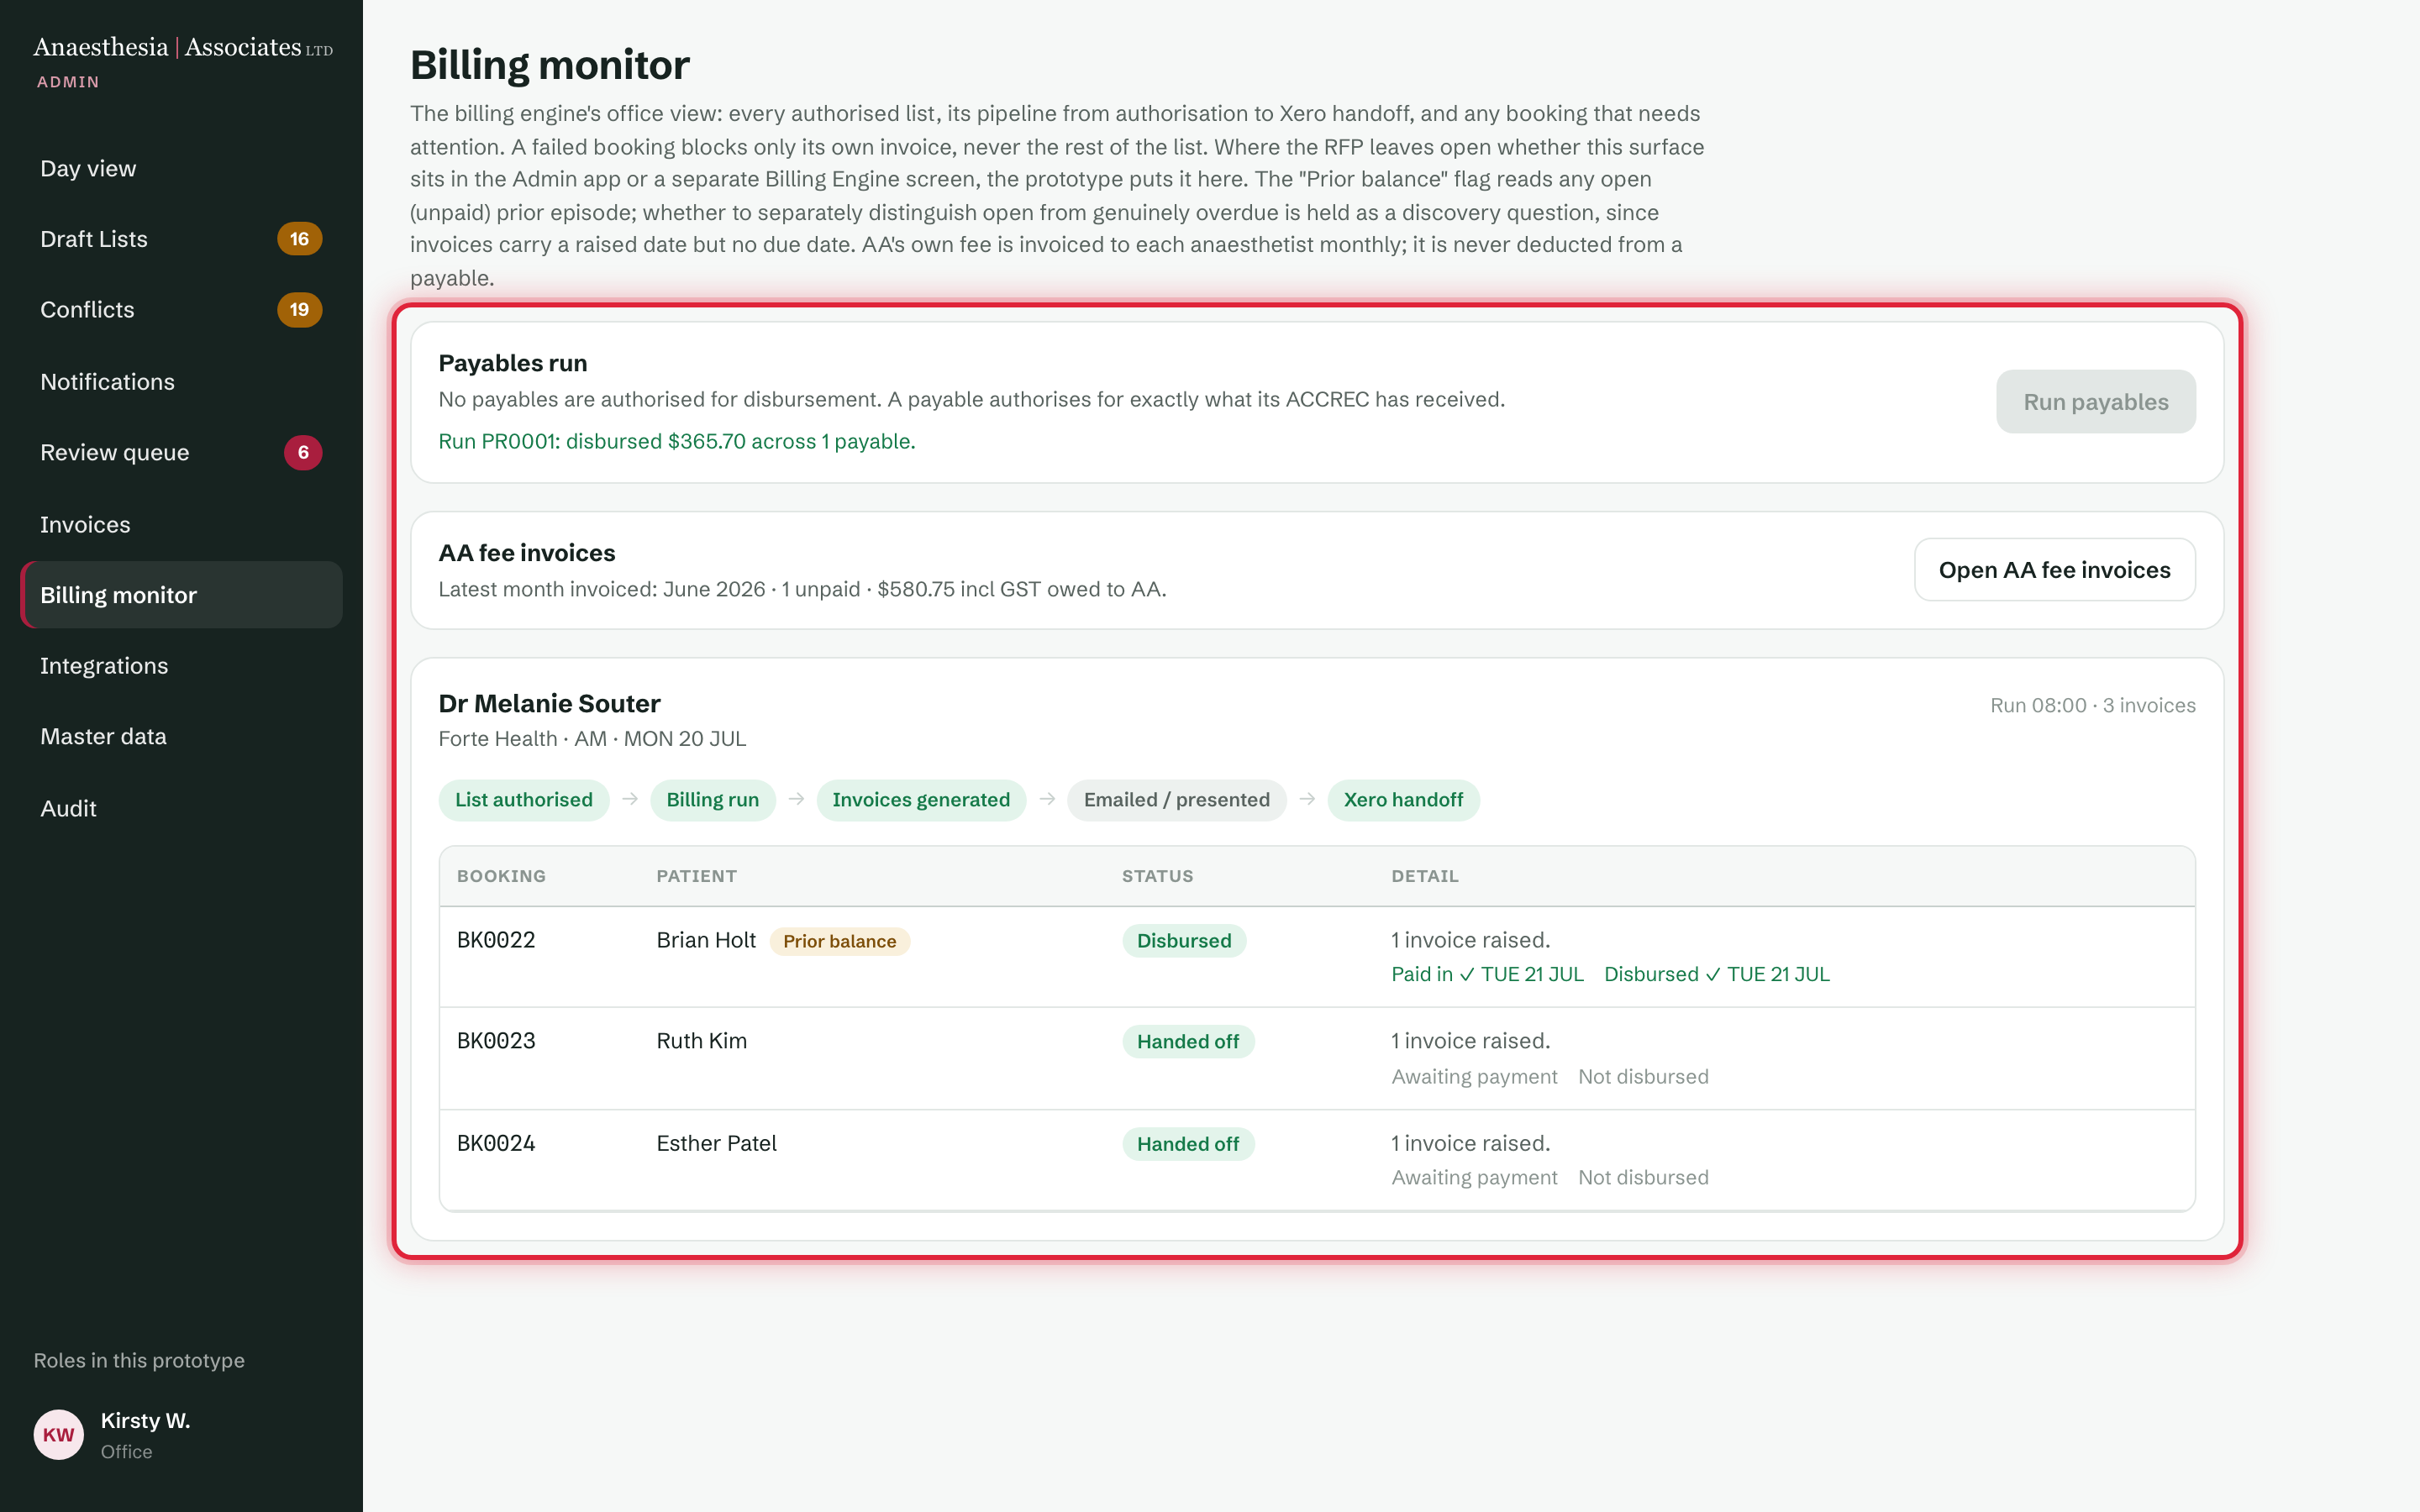 Anaesthesia | Associates LTD
ADMIN
Day view
Draft Lists 16
Conflicts 19
Notifications
Review queue 6
Invoices
Billing monitor
Integrations
Master data
Audit
Roles in this prototype
KW
Kirsty W.
Office
Billing monitor
The billing engine's office view: every authorised list, its pipeline from authorisation to Xero handoff, and any booking that needs
attention. A failed booking blocks only its own invoice, never the rest of the list. Where the RFP leaves open whether this surface
sits in the Admin app or a separate Billing Engine screen, the prototype puts it here. The "Prior balance" flag reads any open
(unpaid) prior episode; whether to separately distinguish open from genuinely overdue is held as a discovery question, since
invoices carry a raised date but no due date. AA's own fee is invoiced to each anaesthetist monthly; it is never deducted from a
payable.
Payables run
No payables are authorised for disbursement. A payable authorises for exactly what its ACCREC has received.
Run PR0001: disbursed $365.70 across 1 payable.
Run payables
AA fee invoices
Latest month invoiced: June 2026 · 1 unpaid · $580.75 incl GST owed to AA.
Open AA fee invoices
Dr Melanie Souter
Run 08:00 · 3 invoices
Forte Health · AM · MON 20 JUL
List authorised → Billing run → Invoices generated → Emailed / presented → Xero handoff
BOOKING PATIENT STATUS DETAIL
BK0022 Brian Holt Prior balance Disbursed 1 invoice raised.
Paid in ✓ TUE 21 JUL Disbursed ✓ TUE 21 JUL
BK0023 Ruth Kim Handed off 1 invoice raised.
Awaiting payment Not disbursed
BK0024 Esther Patel Handed off 1 invoice raised.
Awaiting payment Not disbursed